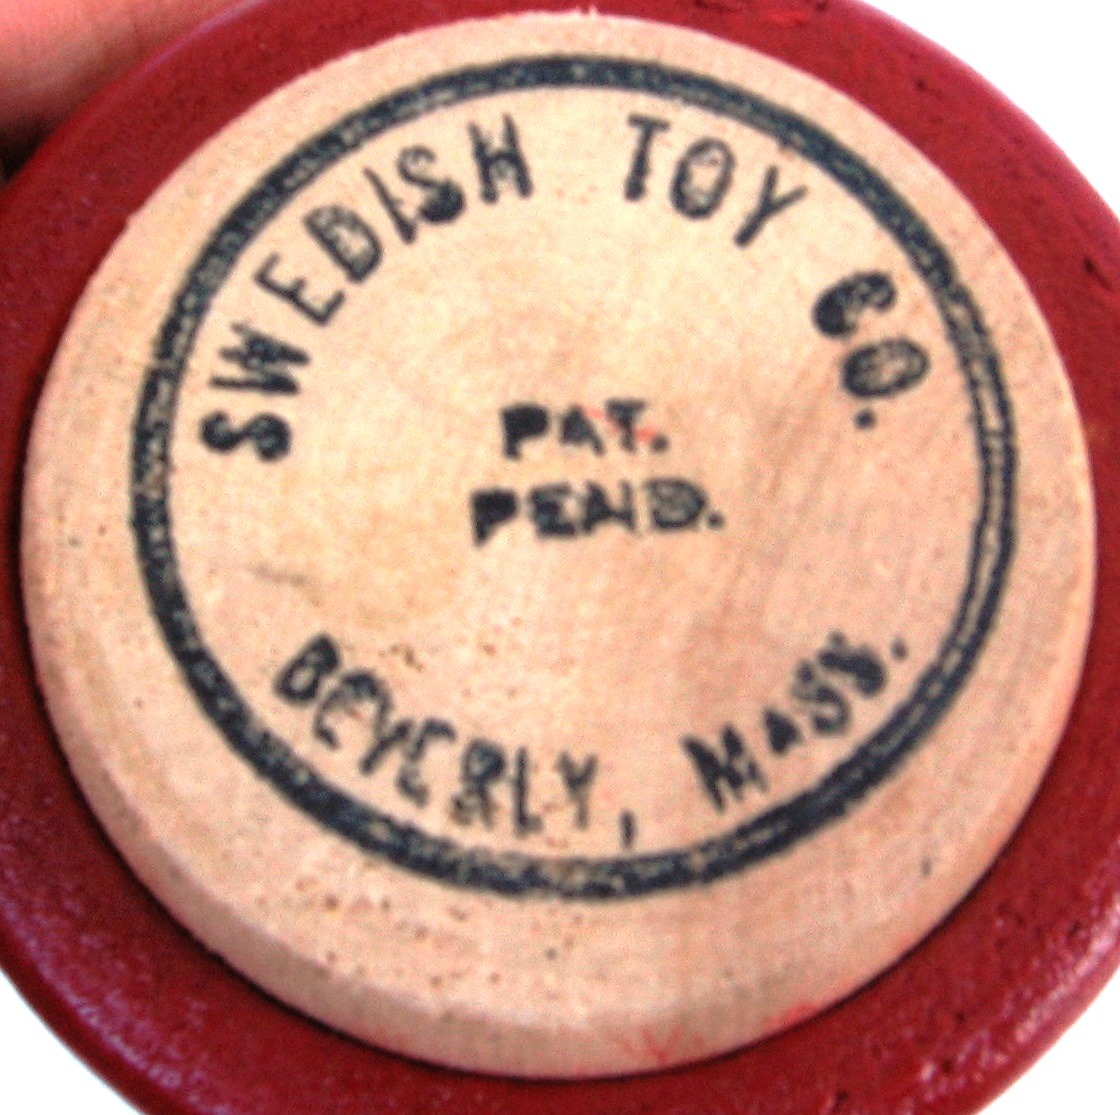 SWEDISH TOY CO.
PAT.
PEND.
BEVERLY, MASS.